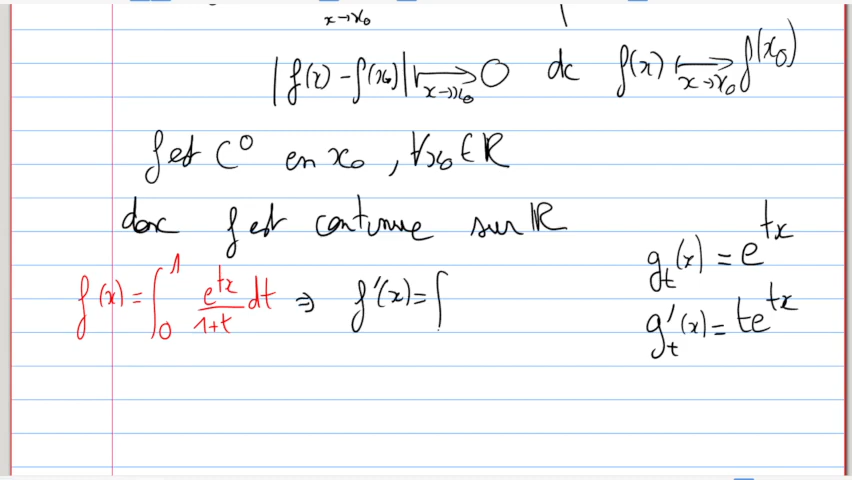 x→x₀
|f(x) - f(x₀)| ⟼ 0 dc f(x) ⟼ f(x₀)
x→x₀ x→x₀
f est C⁰ en x₀, ∀x₀ ∈ ℝ
donc f est continue sur ℝ
g_t(x) = e^{tx}
f(x) = ∫₀¹ e^{tx}/(1+t) dt ⇒ f'(x) = ∫
g'_t(x) = te^{tx}